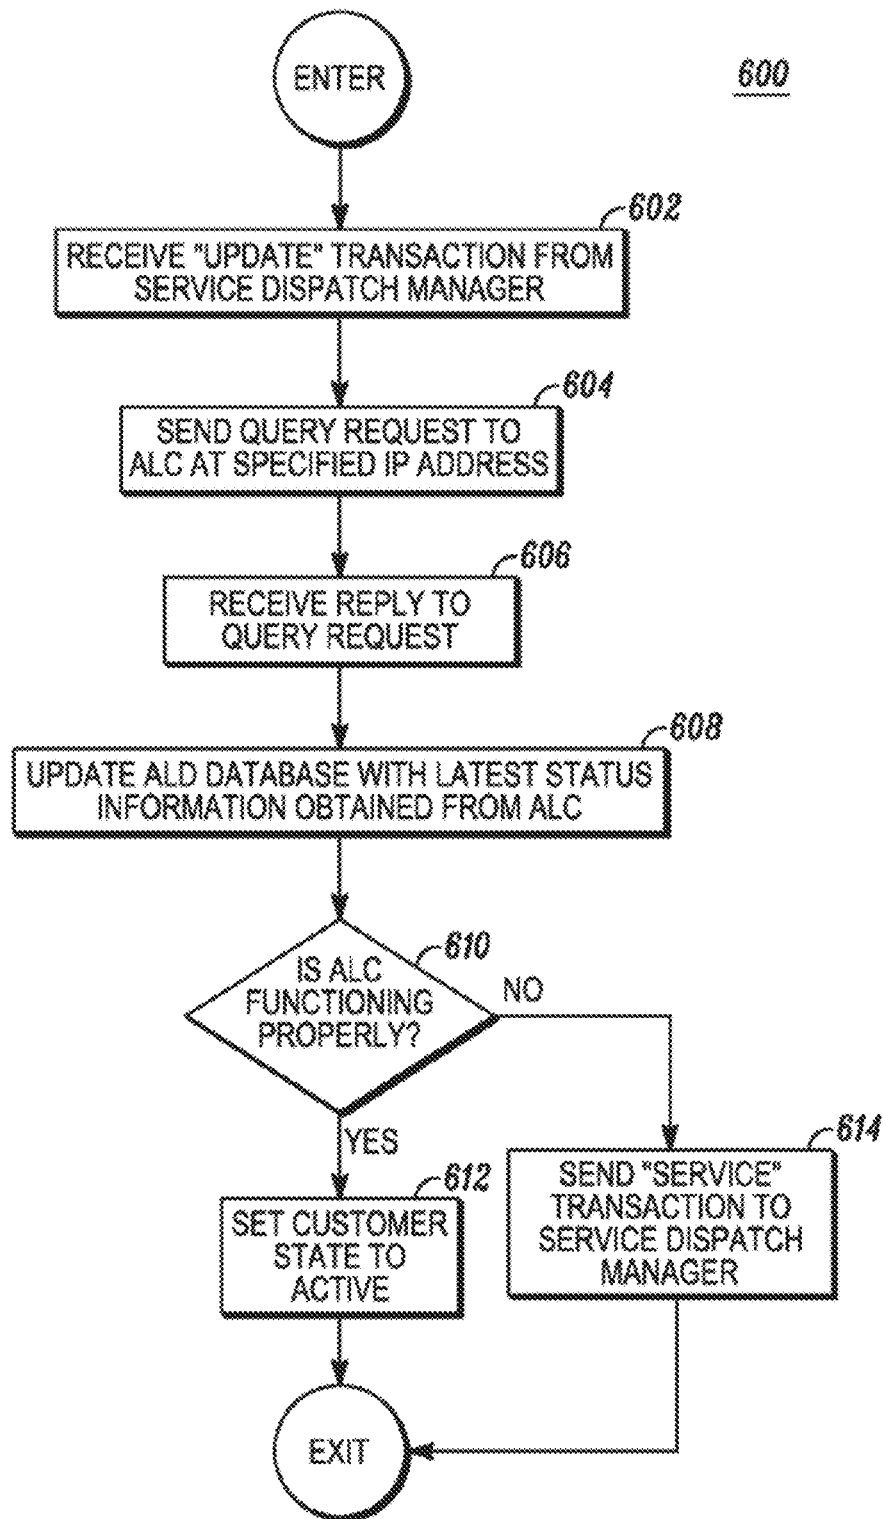 ENTER
600
602
RECEIVE "UPDATE" TRANSACTION FROM
SERVICE DISPATCH MANAGER
604
SEND QUERY REQUEST TO
ALC AT SPECIFIED IP ADDRESS
606
RECEIVE REPLY TO
QUERY REQUEST
608
UPDATE ALD DATABASE WITH LATEST STATUS
INFORMATION OBTAINED FROM ALC
610
IS ALC
FUNCTIONING
PROPERLY?
NO
YES
612
SET CUSTOMER
STATE TO
ACTIVE
614
SEND "SERVICE"
TRANSACTION TO
SERVICE DISPATCH
MANAGER
EXIT